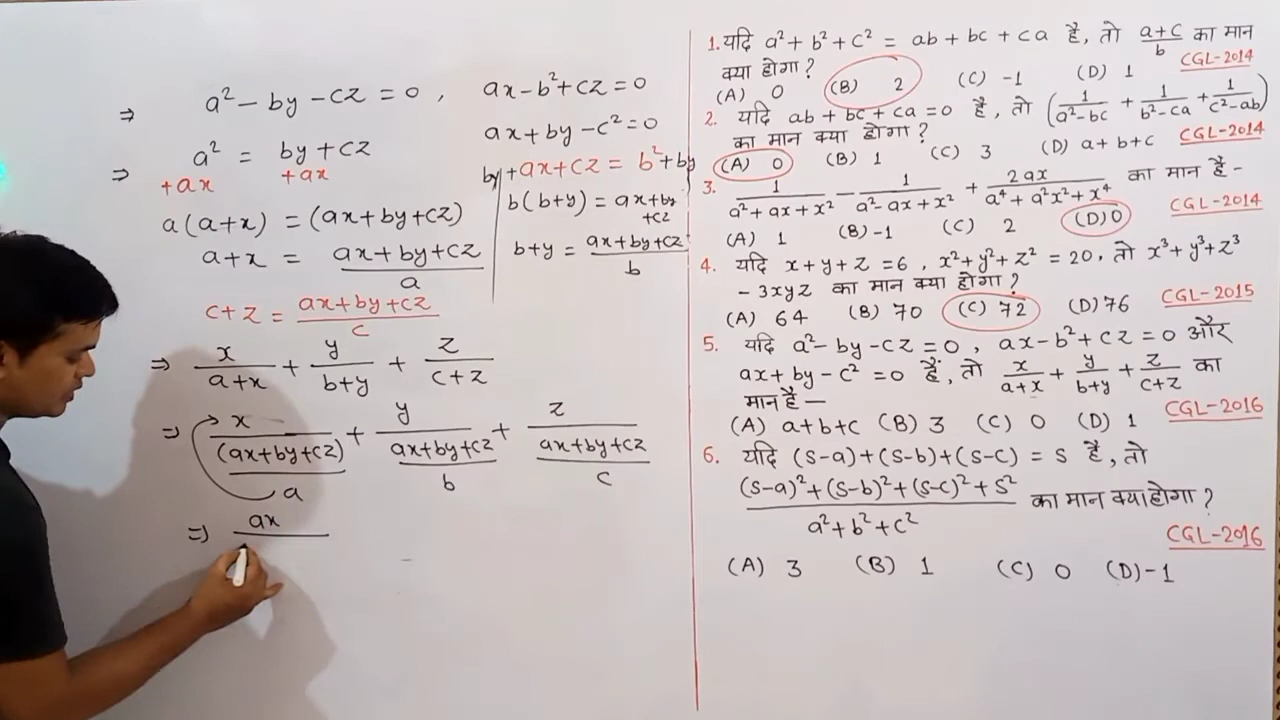 ⇒ a² - by - cz = 0 , ax - b² + cz = 0
ax + by - c² = 0
⇒ a² = by + cz
+ax +ax
by + ax + cz = b² + by
a(a+x) = (ax+by+cz)
b(b+y) = ax+by
+cz
a+x = ax+by+cz
a
b+y = ax+by+cz
b
c+z = ax+by+cz
c
⇒ x/(a+x) + y/(b+y) + z/(c+z)
⇒ x/((ax+by+cz)/a) + y/((ax+by+cz)/b) + z/((ax+by+cz)/c)
⇒ ax
1. यदि a² + b² + c² = ab + bc + ca है, तो (a+c)/b का मान
क्या होगा ? CGL-2014
(A) 0 (B) 2 (C) -1 (D) 1
2. यदि ab + bc + ca = 0 है, तो (1/(a²-bc) + 1/(b²-ca) + 1/(c²-ab))
का मान क्या होगा ? CGL-2014
(A) 0 (B) 1 (C) 3 (D) a+b+c
3. 1/(a²+ax+x²) - 1/(a²-ax+x²) + 2ax/(a⁴+a²x²+x⁴) का मान है-
CGL-2014
(A) 1 (B) -1 (C) 2 (D) 0
4. यदि x+y+z = 6 , x²+y²+z² = 20, तो x³+y³+z³
-3xyz का मान क्या होगा ? CGL-2015
(A) 64 (B) 70 (C) 72 (D) 76
5. यदि a²-by-cz = 0 , ax-b²+cz = 0 और
ax+by-c² = 0 हैं, तो x/(a+x) + y/(b+y) + z/(c+z) का
मान है— CGL-2016
(A) a+b+c (B) 3 (C) 0 (D) 1
6. यदि (s-a)+(s-b)+(s-c) = s है, तो
((s-a)²+(s-b)²+(s-c)²+s²)/(a²+b²+c²) का मान क्या होगा ?
CGL-2016
(A) 3 (B) 1 (C) 0 (D) -1